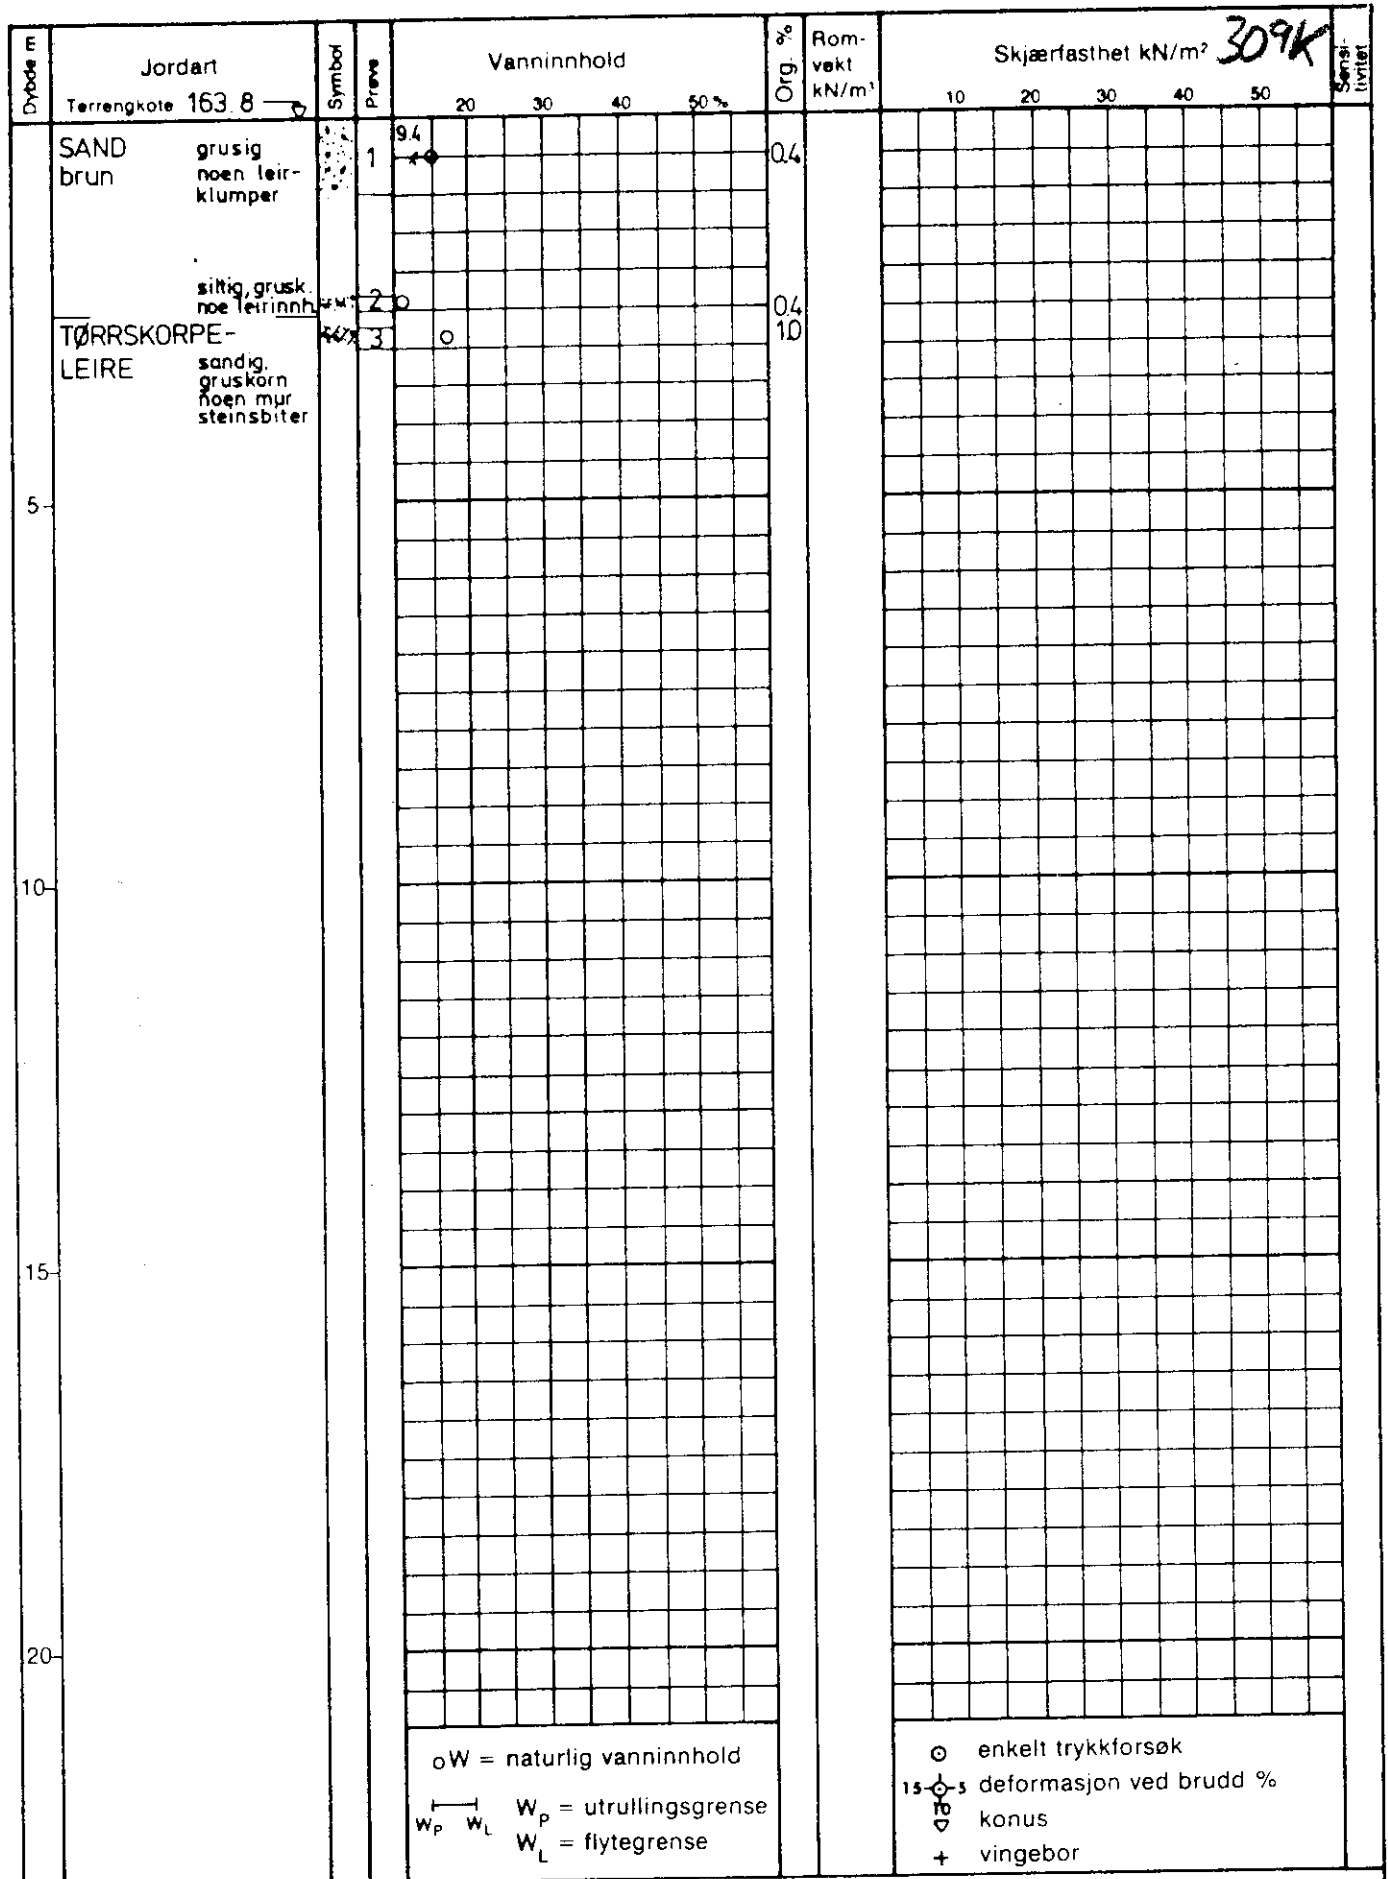 309K
Dybde m
Jordart
Terrengkote 163.8
Symbol
Prøve
Vanninnhold
20 30 40 50 %
Org. %
Rom-
vekt
kN/m³
Skjærfasthet kN/m²
10 20 30 40 50
Sensi-
tivitet
SAND
brun
grusig
noen leir-
klumper
1
9.4
0.4
siltig, grusk.
noe leirinnh.
2
0.4
TØRRSKORPE-
LEIRE
3
1.0
sandig,
gruskorn
noen mur
steinsbiter
5
10
15
20
oW = naturlig vanninnhold
Wp WL
Wp = utrullingsgrense
WL = flytegrense
enkelt trykkforsøk
15 5 deformasjon ved brudd %
10
konus
+ vingebor